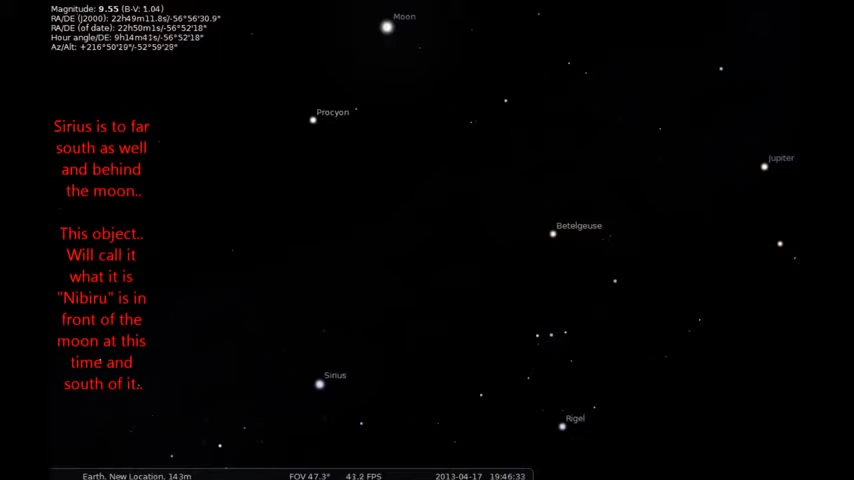 Magnitude: 9.55 (B-V: 1.04)
RA/DE (J2000): 22h49m11.8s/-56°56'30.9"
RA/DE (of date): 22h50m1s/-56°52'18"
Hour angle/DE: 9h14m41s/-56°52'18"
Az/Alt: +216°50'19"/-52°59'28"
Moon
Procyon
Sirius is to far
south as well
and behind
the moon..
Jupiter
This object..
Will call it
what it is
"Nibiru" is in
front of the
moon at this
time and
south of it..
Betelgeuse
Sirius
Rigel
Earth, New Location, 143m FOV 47.3° 41.2 FPS 2013-04-17 19:46:33